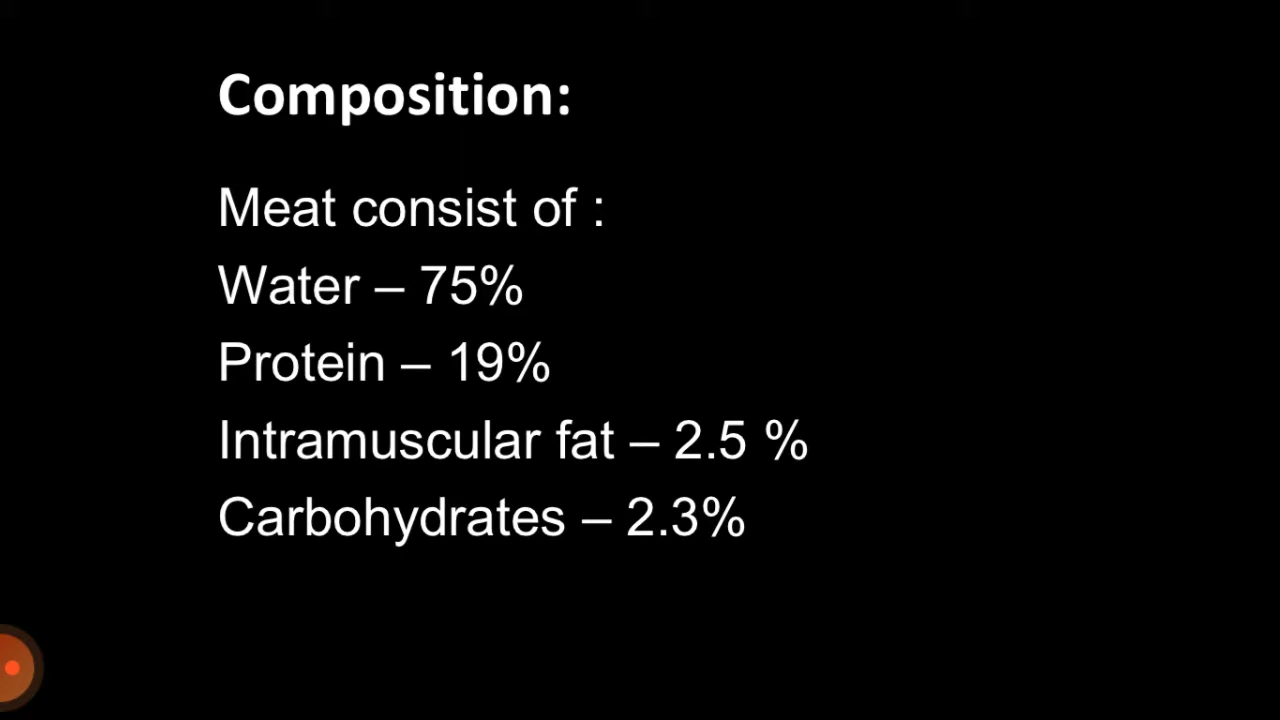 Composition:
Meat consist of :
Water – 75%
Protein – 19%
Intramuscular fat – 2.5 %
Carbohydrates – 2.3%